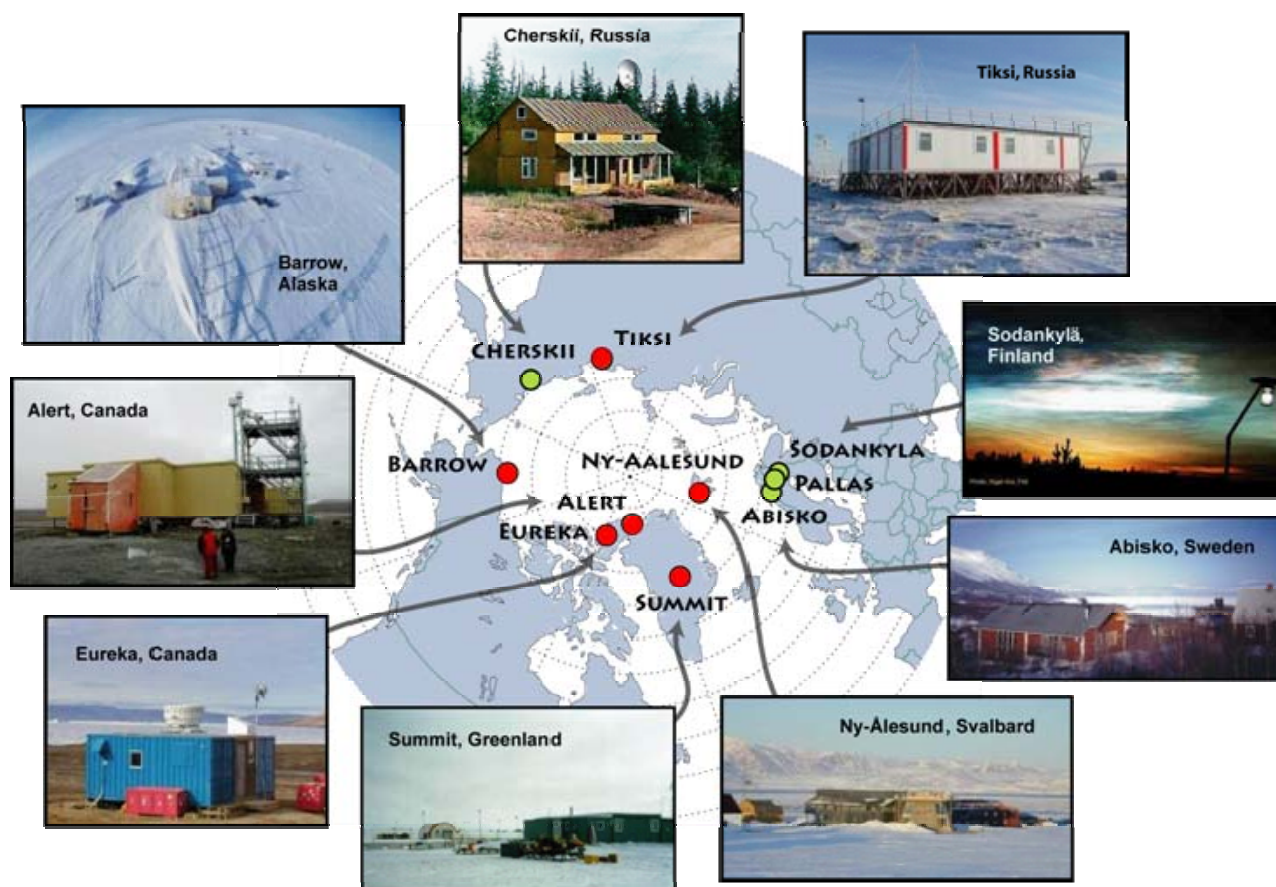 Cherskii, Russia
Tiksi, Russia
Barrow,
Alaska
Sodankylä,
Finland
Alert, Canada
Abisko, Sweden
Eureka, Canada
Summit, Greenland
Ny-Ålesund, Svalbard
CHERSKII
TIKSI
BARROW
NY-AALESUND
SODANKYLA
PALLAS
ABISKO
ALERT
EUREKA
SUMMIT